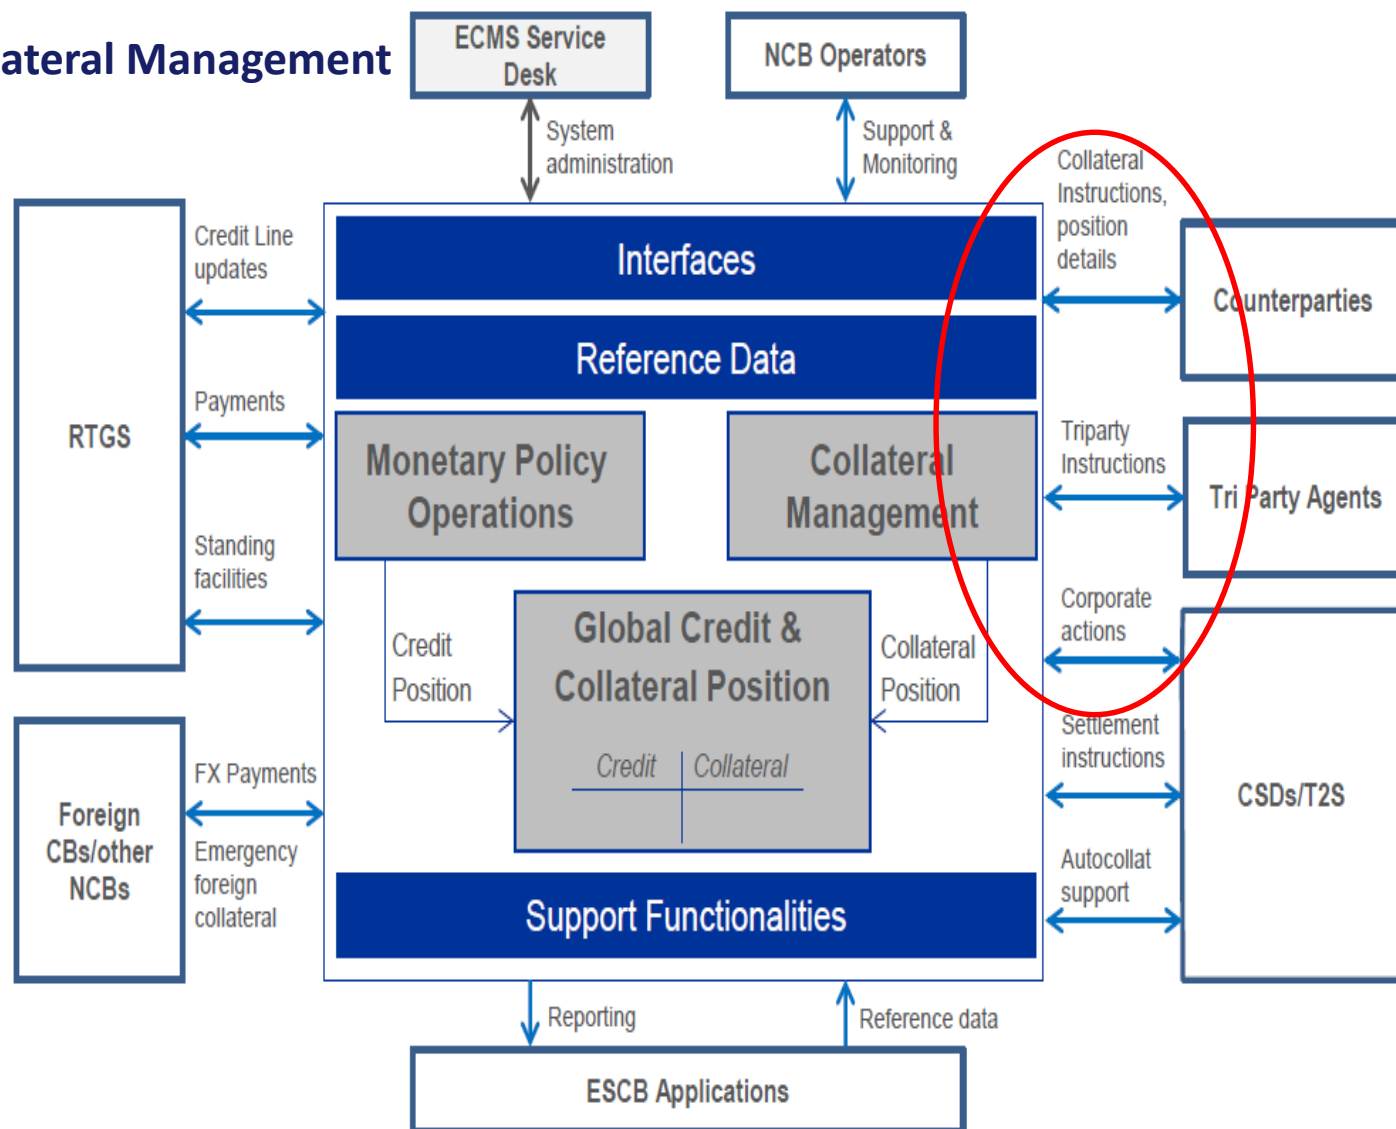 ateral Management
ECMS Service
Desk
NCB Operators
System
administration
Support &
Monitoring
Collateral
Instructions,
position
details
Credit Line
updates
Interfaces
Counterparties
Reference Data
Payments
RTGS
Monetary Policy
Operations
Collateral
Management
Triparty
Instructions
Tri Party Agents
Standing
facilities
Corporate
actions
Global Credit &
Collateral Position
Credit
Position
Collateral
Position
Credit
Collateral
Settlement
instructions
FX Payments
Foreign
CBs/other
NCBs
Emergency
foreign
collateral
CSDs/T2S
Autocollat
support
Support Functionalities
Reporting
Reference data
ESCB Applications